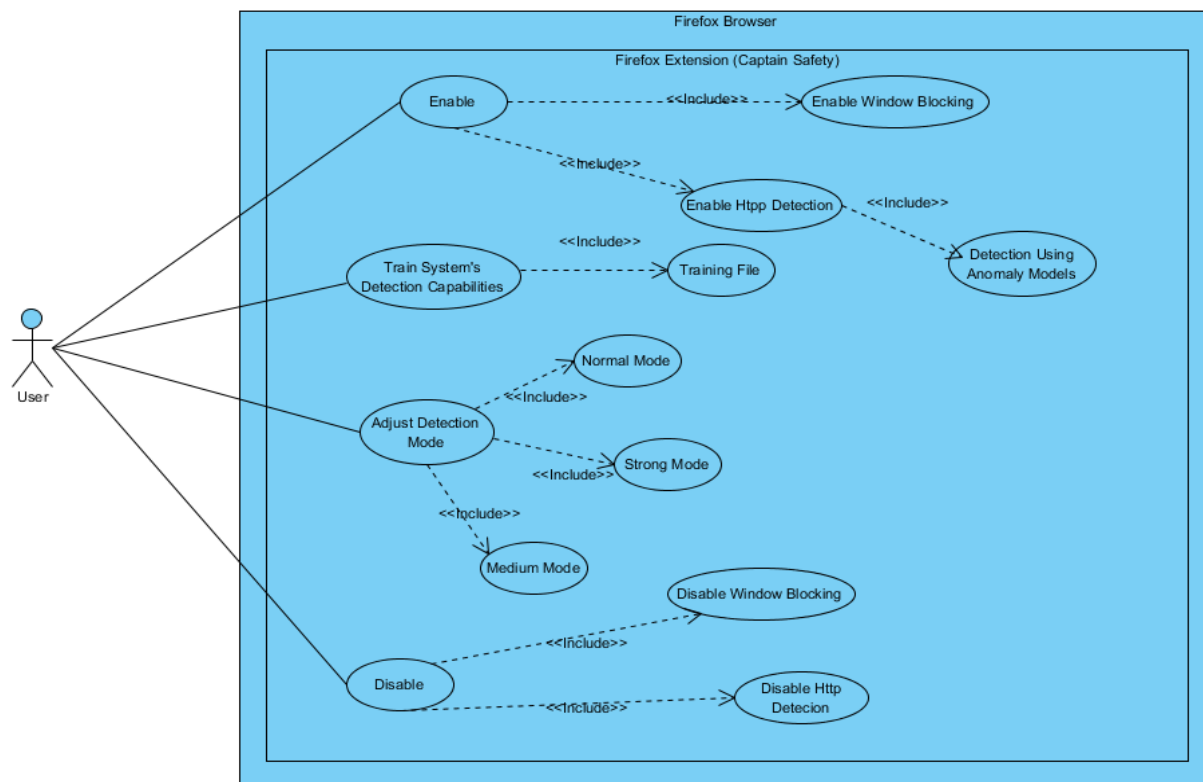 Firefox Browser
Firefox Extension (Captain Safety)
Enable
<<Include>>
Enable Window Blocking
<<Include>>
Enable Htpp Detection
<<Include>>
Detection Using
Anomaly Models
Train System's
Detection Capabilities
<<Include>>
Training File
User
Normal Mode
<<Include>>
Adjust Detection
Mode
Strong Mode
<<Include>>
<<Include>>
Medium Mode
Disable Window Blocking
<<Include>>
Disable
Disable Http
Detecion
<<Include>>